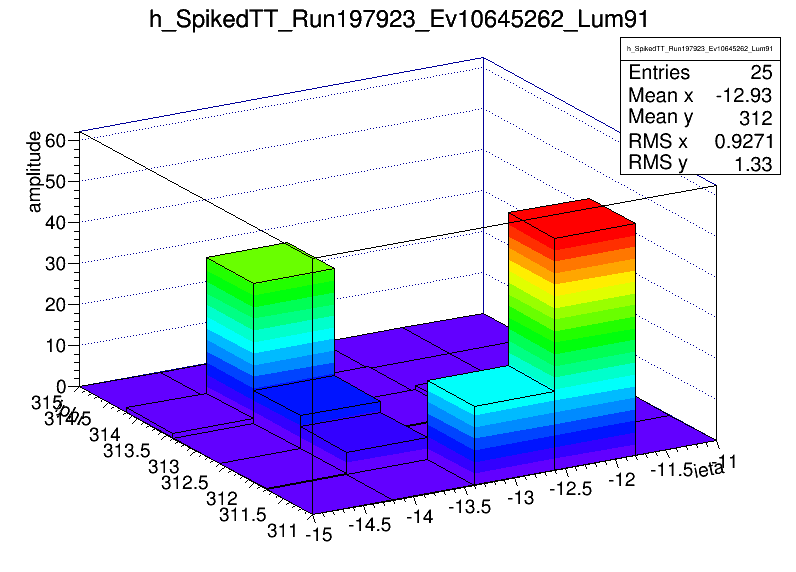 h_SpikedTT_Run197923_Ev10645262_Lum91
h_SpikedTT_Run197923_Ev10645262_Lum91
Entries 25
Mean x -12.93
Mean y 312
RMS x 0.9271
RMS y 1.33
amplitude
60
50
40
30
20
10
0
315
314.5
314
313.5
313
312.5
312
311.5
311
-15
-14.5
-14
-13.5
-13
-12.5
-12
-11.5
-11
ieta